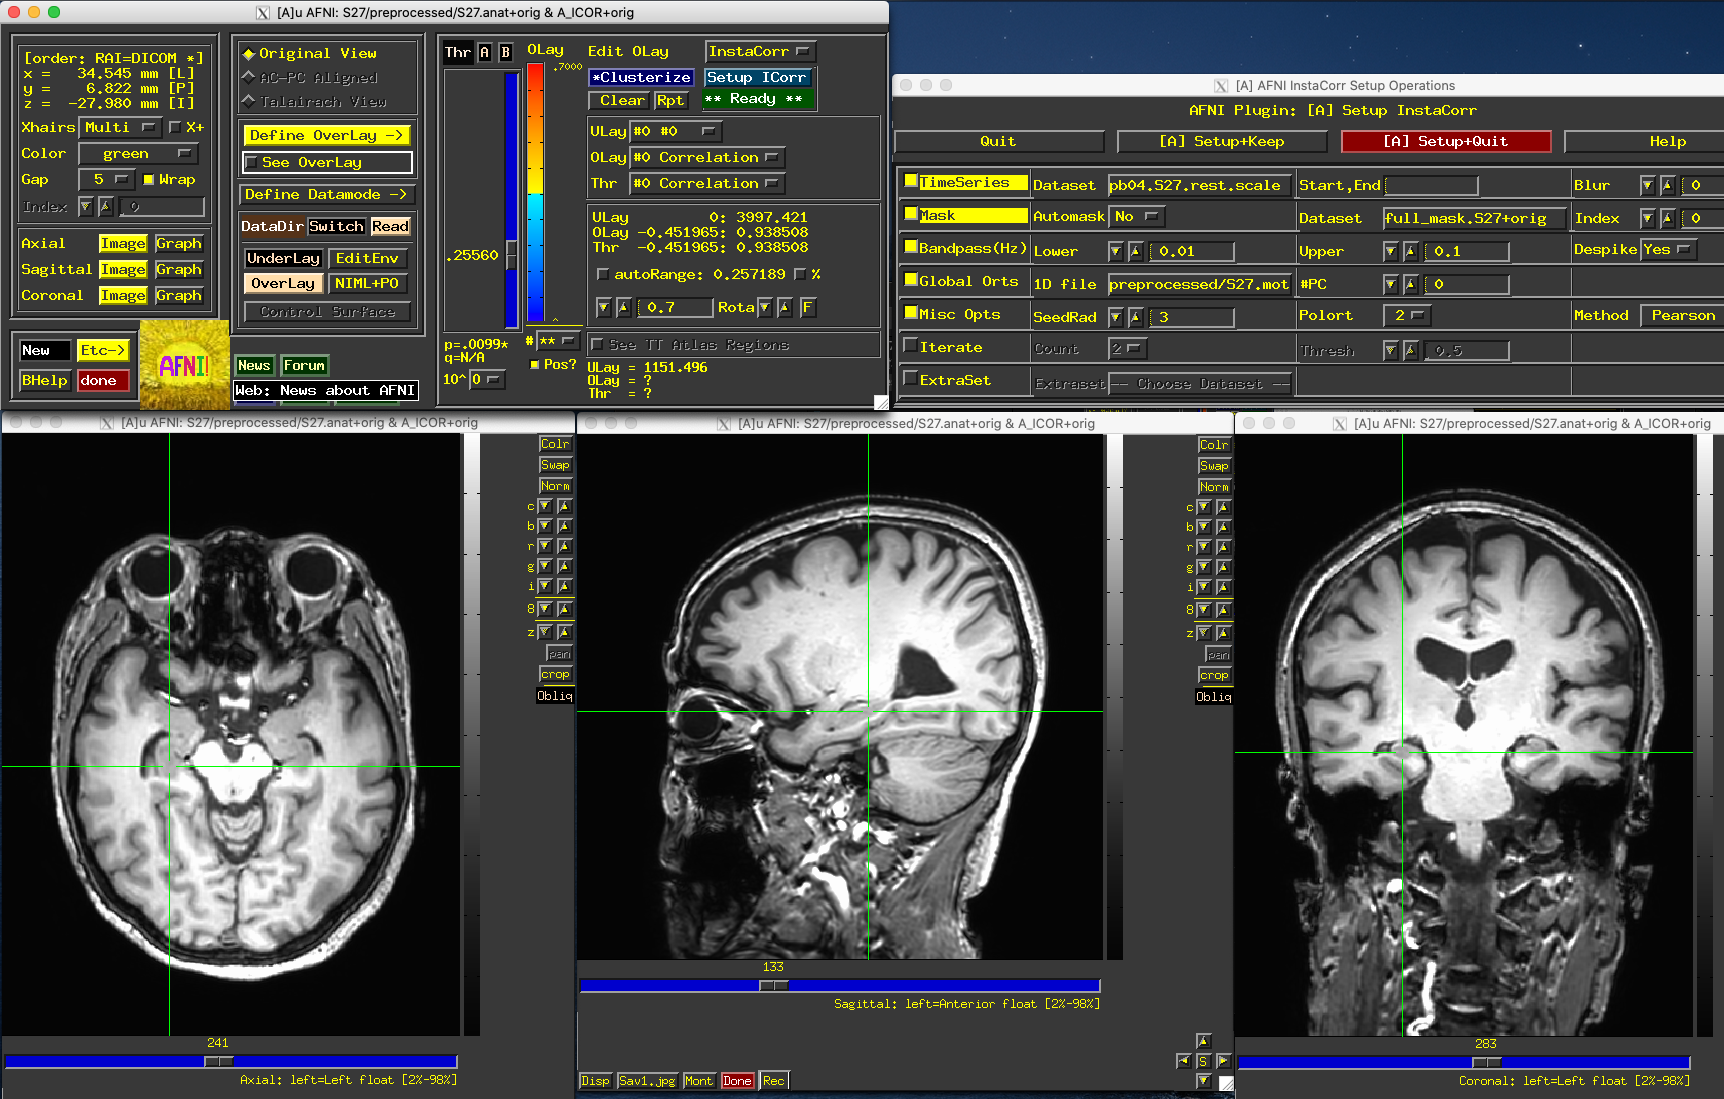 [A]u AFNI: S27/preprocessed/S27.anat+orig & A_ICOR+orig
[order: RAI=DICOM *]
x = 34.545 mm [L]
y = 6.822 mm [P]
z = -27.980 mm [I]
Xhairs Multi X+
Color green
Gap 5 Wrap
Index 0
Axial Image Graph
Sagittal Image Graph
Coronal Image Graph
New Etc->
BHelp done
AFNI!
Original View
AC-PC Aligned
Talairach View
Define OverLay ->
See OverLay
Define Datamode ->
DataDir Switch Read
UnderLay EditEnv
OverLay NIML+PO
Control Surface
News Forum
Web: News about AFNI
Thr A B
.25560
p=.0099*
q=N/A
10^ 0
OLay
.7000
# **
Pos?
Edit OLay InstaCorr
*Clusterize Setup ICorr
Clear Rpt ** Ready **
ULay #0 #0
OLay #0 Correlation
Thr #0 Correlation
ULay 0: 3997.421
OLay -0.451965: 0.938508
Thr -0.451965: 0.938508
autoRange: 0.257189 %
0.7 Rota F
See TT Atlas Regions
ULay = 1151.496
OLay = ?
Thr = ?
[A] AFNI InstaCorr Setup Operations
AFNI Plugin: [A] Setup InstaCorr
Quit [A] Setup+Keep [A] Setup+Quit Help
TimeSeries Dataset pb04.S27.rest.scale Start,End Blur 0
Mask Automask No Dataset full_mask.S27+orig Index 0
Bandpass(Hz) Lower 0.01 Upper 0.1 Despike Yes
Global Orts 1D file preprocessed/S27.mot #PC 0
Misc Opts SeedRad 3 Polort 2 Method Pearson
Iterate Count 2 Thresh 0.5
ExtraSet Extraset -- Choose Dataset --
[A]u AFNI: S27/preprocessed/S27.anat+orig & A_ICOR+orig
Colr
Swap
Norm
c
b
r
g
i
8
z
pan
crop
Obliq
241
Axial: left=Left float [2%-98%]
[A]u AFNI: S27/preprocessed/S27.anat+orig & A_ICOR+orig
Colr
Swap
Norm
c
b
r
g
i
8
z
pan
crop
Obliq
133
Sagittal: left=Anterior float [2%-98%]
S
Disp Sav1.jpg Mont Done Rec
[A]u AFNI: S27/preprocessed/S27.anat+orig & A_ICOR+orig
283
Coronal: left=Left float [2%-98%]